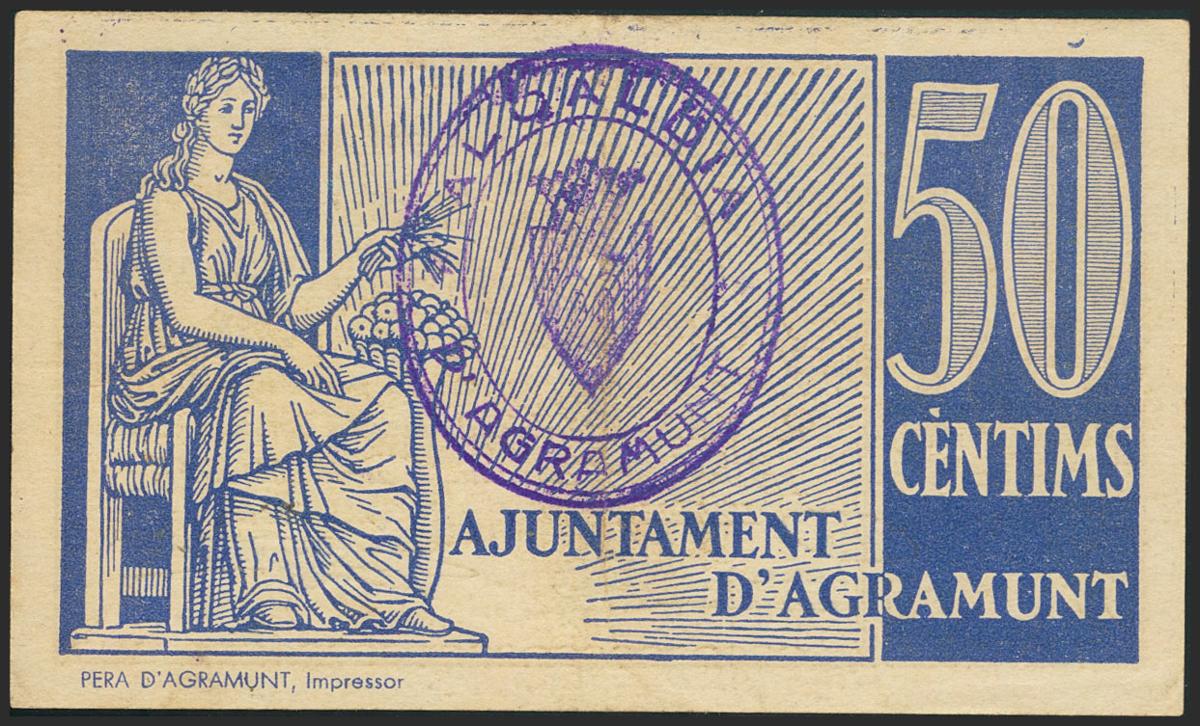 ALCALDIA
D'AGRAMUNT
50
CÈNTIMS
AJUNTAMENT
D'AGRAMUNT
PERA D'AGRAMUNT, Impressor